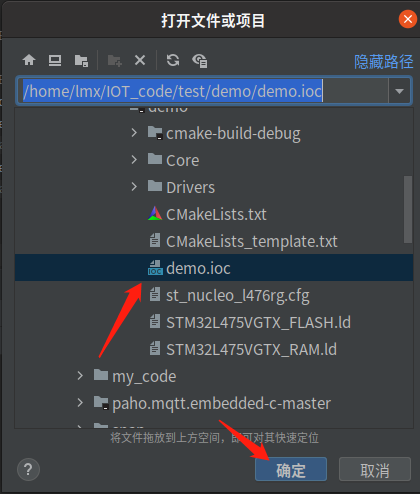 打开文件或项目
隐藏路径
/home/lmx/IOT_code/test/demo/demo.ioc
demo
cmake-build-debug
Core
Drivers
CMakeLists.txt
CMakeLists_template.txt
demo.ioc
st_nucleo_l476rg.cfg
STM32L475VGTX_FLASH.ld
STM32L475VGTX_RAM.ld
my_code
paho.mqtt.embedded-c-master
将文件拖放到上方空间，即可对其快速定位
?
确定
取消